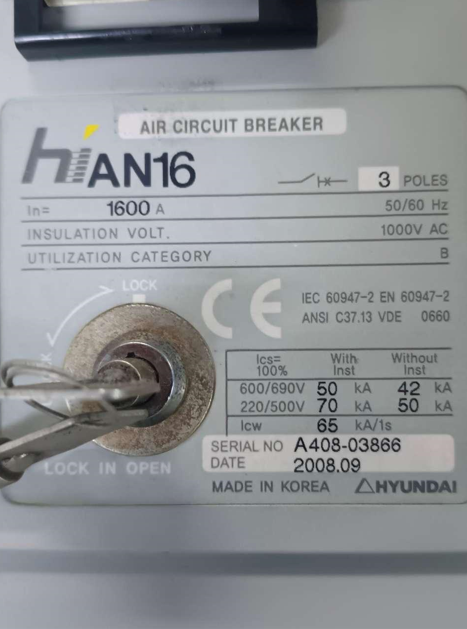 AIR CIRCUIT BREAKER
hiAN16
3 POLES
In= 1600 A 50/60 Hz
INSULATION VOLT. 1000V AC
UTILIZATION CATEGORY B
LOCK
IEC 60947-2 EN 60947-2
CE
ANSI C37.13 VDE 0660
Ics= 100% With Inst Without Inst
600/690V 50 kA 42 kA
220/500V 70 kA 50 kA
Icw 65 kA/1s
LOCK IN OPEN
SERIAL NO A408-03866
DATE 2008.09
MADE IN KOREA HYUNDAI